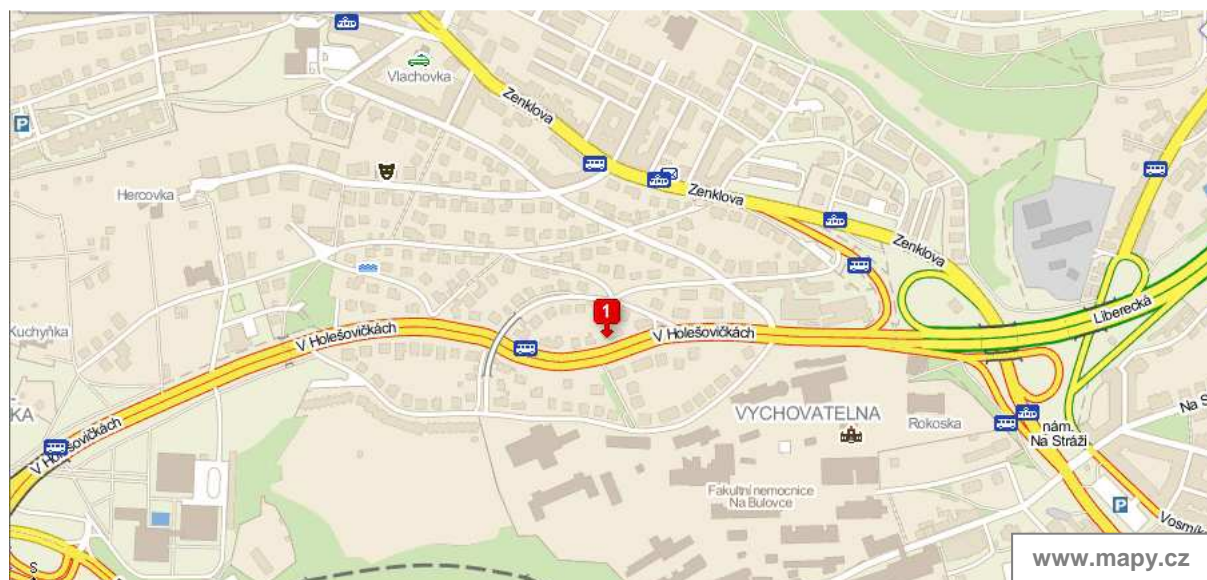 Vlachovka
Zenklova
P
Hercovka
Zenklova
Zenklova
Kuchyňka
V Holešovičkách
1
V Holešovičkách
Liberecká
KA
VYCHOVATELNA
Rokoska
Na S
nám.
Na Stráži
V Holešovičkách
Fakultní nemocnice
Na Bulovce
P
Vosmík
S
www.mapy.cz